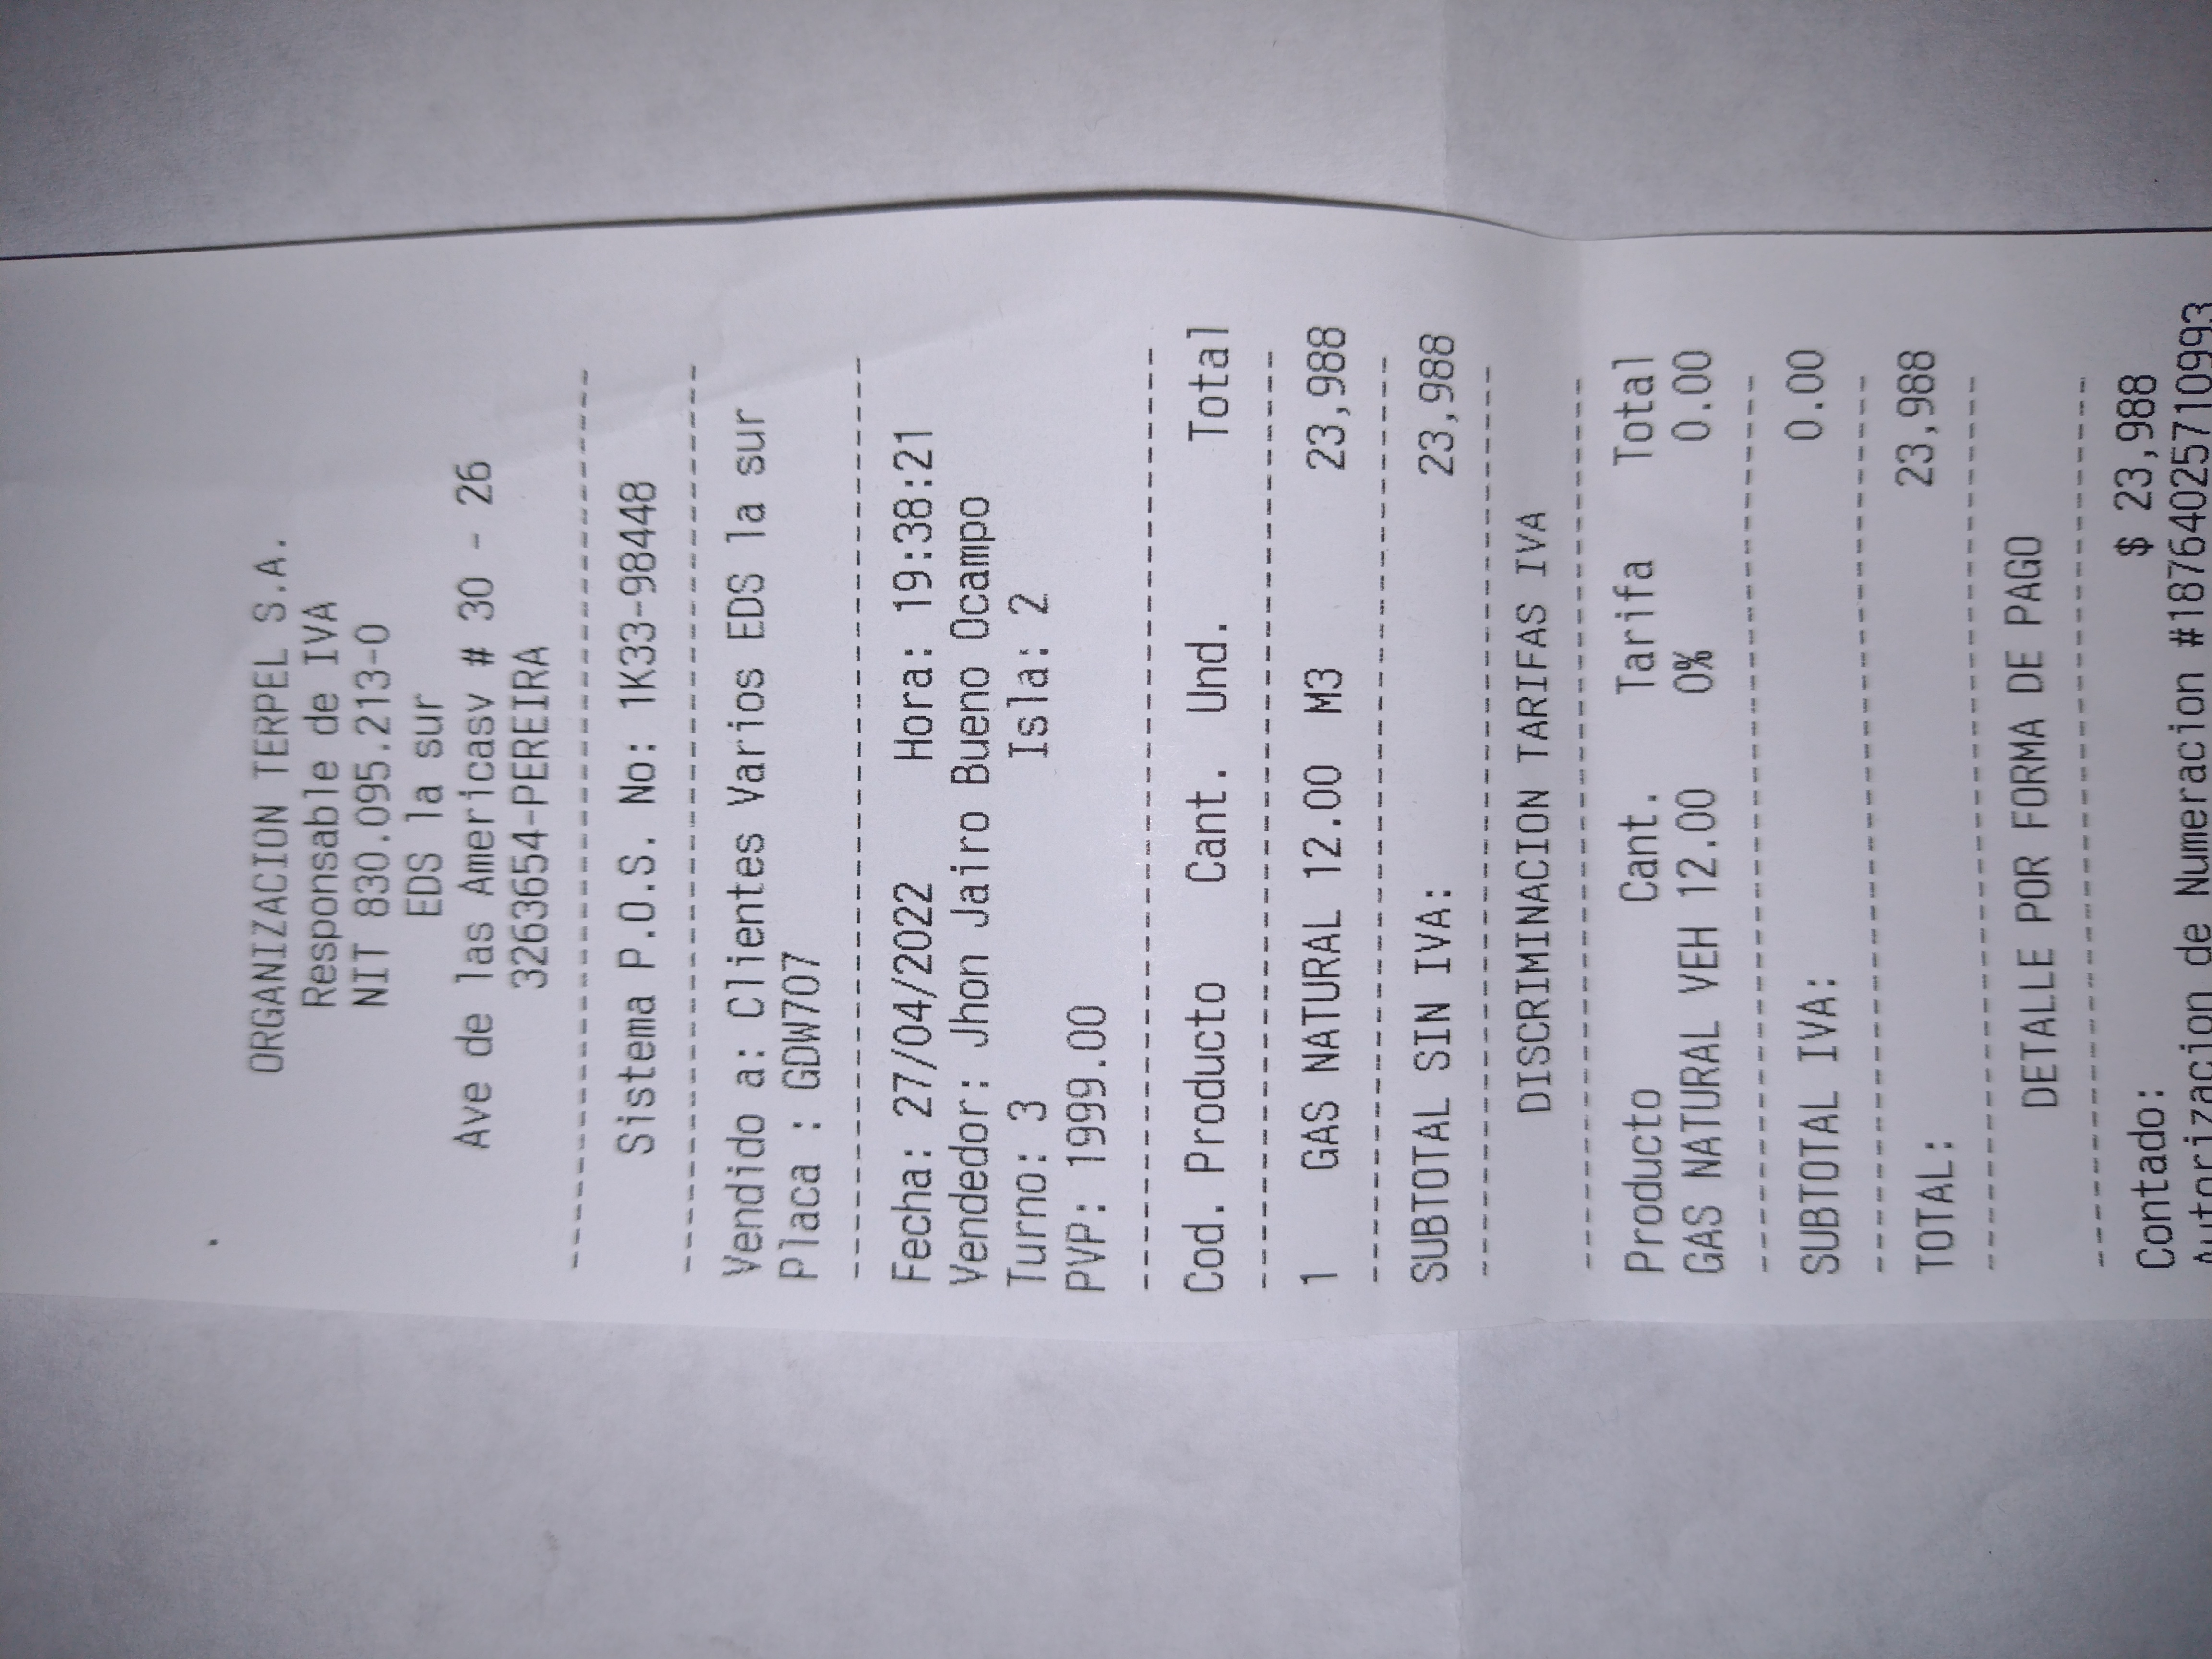 ORGANIZACION TERPEL S.A.
Responsable de IVA
NIT 830.095.213-0
EDS la sur
Ave de las Americasv # 30 - 26
3263654-PEREIRA
Sistema P.O.S. No: 1K33-98448
Vendido a: Clientes Varios EDS la sur
Placa : GDW707
Fecha: 27/04/2022 Hora: 19:38:21
Vendedor: Jhon Jairo Bueno Ocampo
Turno: 3 Isla: 2
PVP: 1999.00
Cod. Producto Cant. Und. Total
1 GAS NATURAL 12.00 M3 23,988
SUBTOTAL SIN IVA: 23,988
DISCRIMINACION TARIFAS IVA
Producto Cant. Tarifa Total
GAS NATURAL VEH 12.00 0% 0.00
SUBTOTAL IVA: 0.00
TOTAL: 23,988
DETALLE POR FORMA DE PAGO
Contado: $ 23,988
Autorizacion de Numeracion #18764025710993